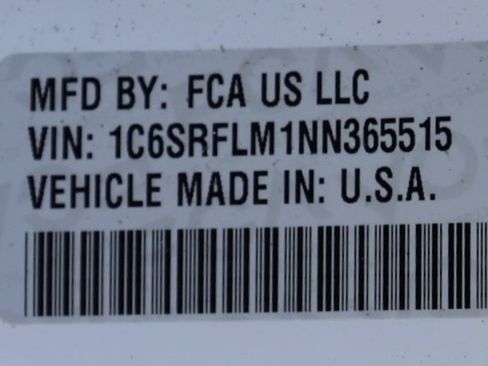 MFD BY: FCA US LLC
VIN: 1C6SRFLM1NN365515
VEHICLE MADE IN: U.S.A.